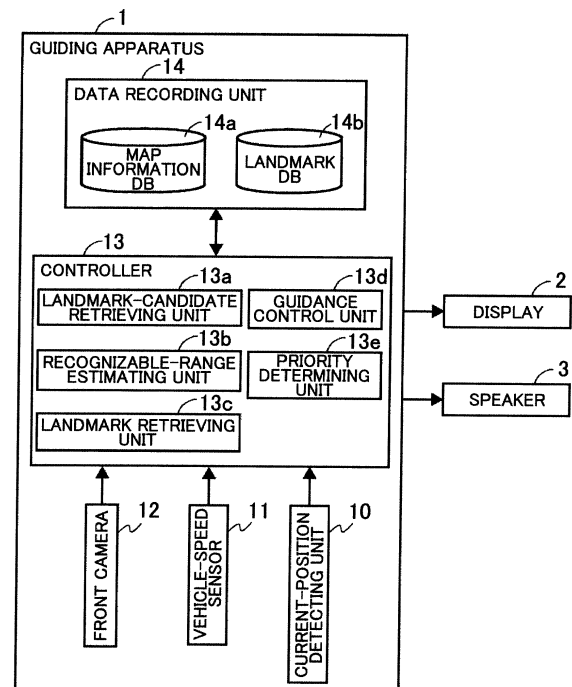 1
GUIDING APPARATUS
14
DATA RECORDING UNIT
14a
MAP
INFORMATION
DB
14b
LANDMARK
DB
13
CONTROLLER
13a
LANDMARK-CANDIDATE
RETRIEVING UNIT
13d
GUIDANCE
CONTROL UNIT
13b
RECOGNIZABLE-RANGE
ESTIMATING UNIT
13e
PRIORITY
DETERMINING
UNIT
13c
LANDMARK RETRIEVING
UNIT
2
DISPLAY
3
SPEAKER
12
FRONT CAMERA
11
VEHICLE-SPEED
SENSOR
10
CURRENT-POSITION
DETECTING UNIT